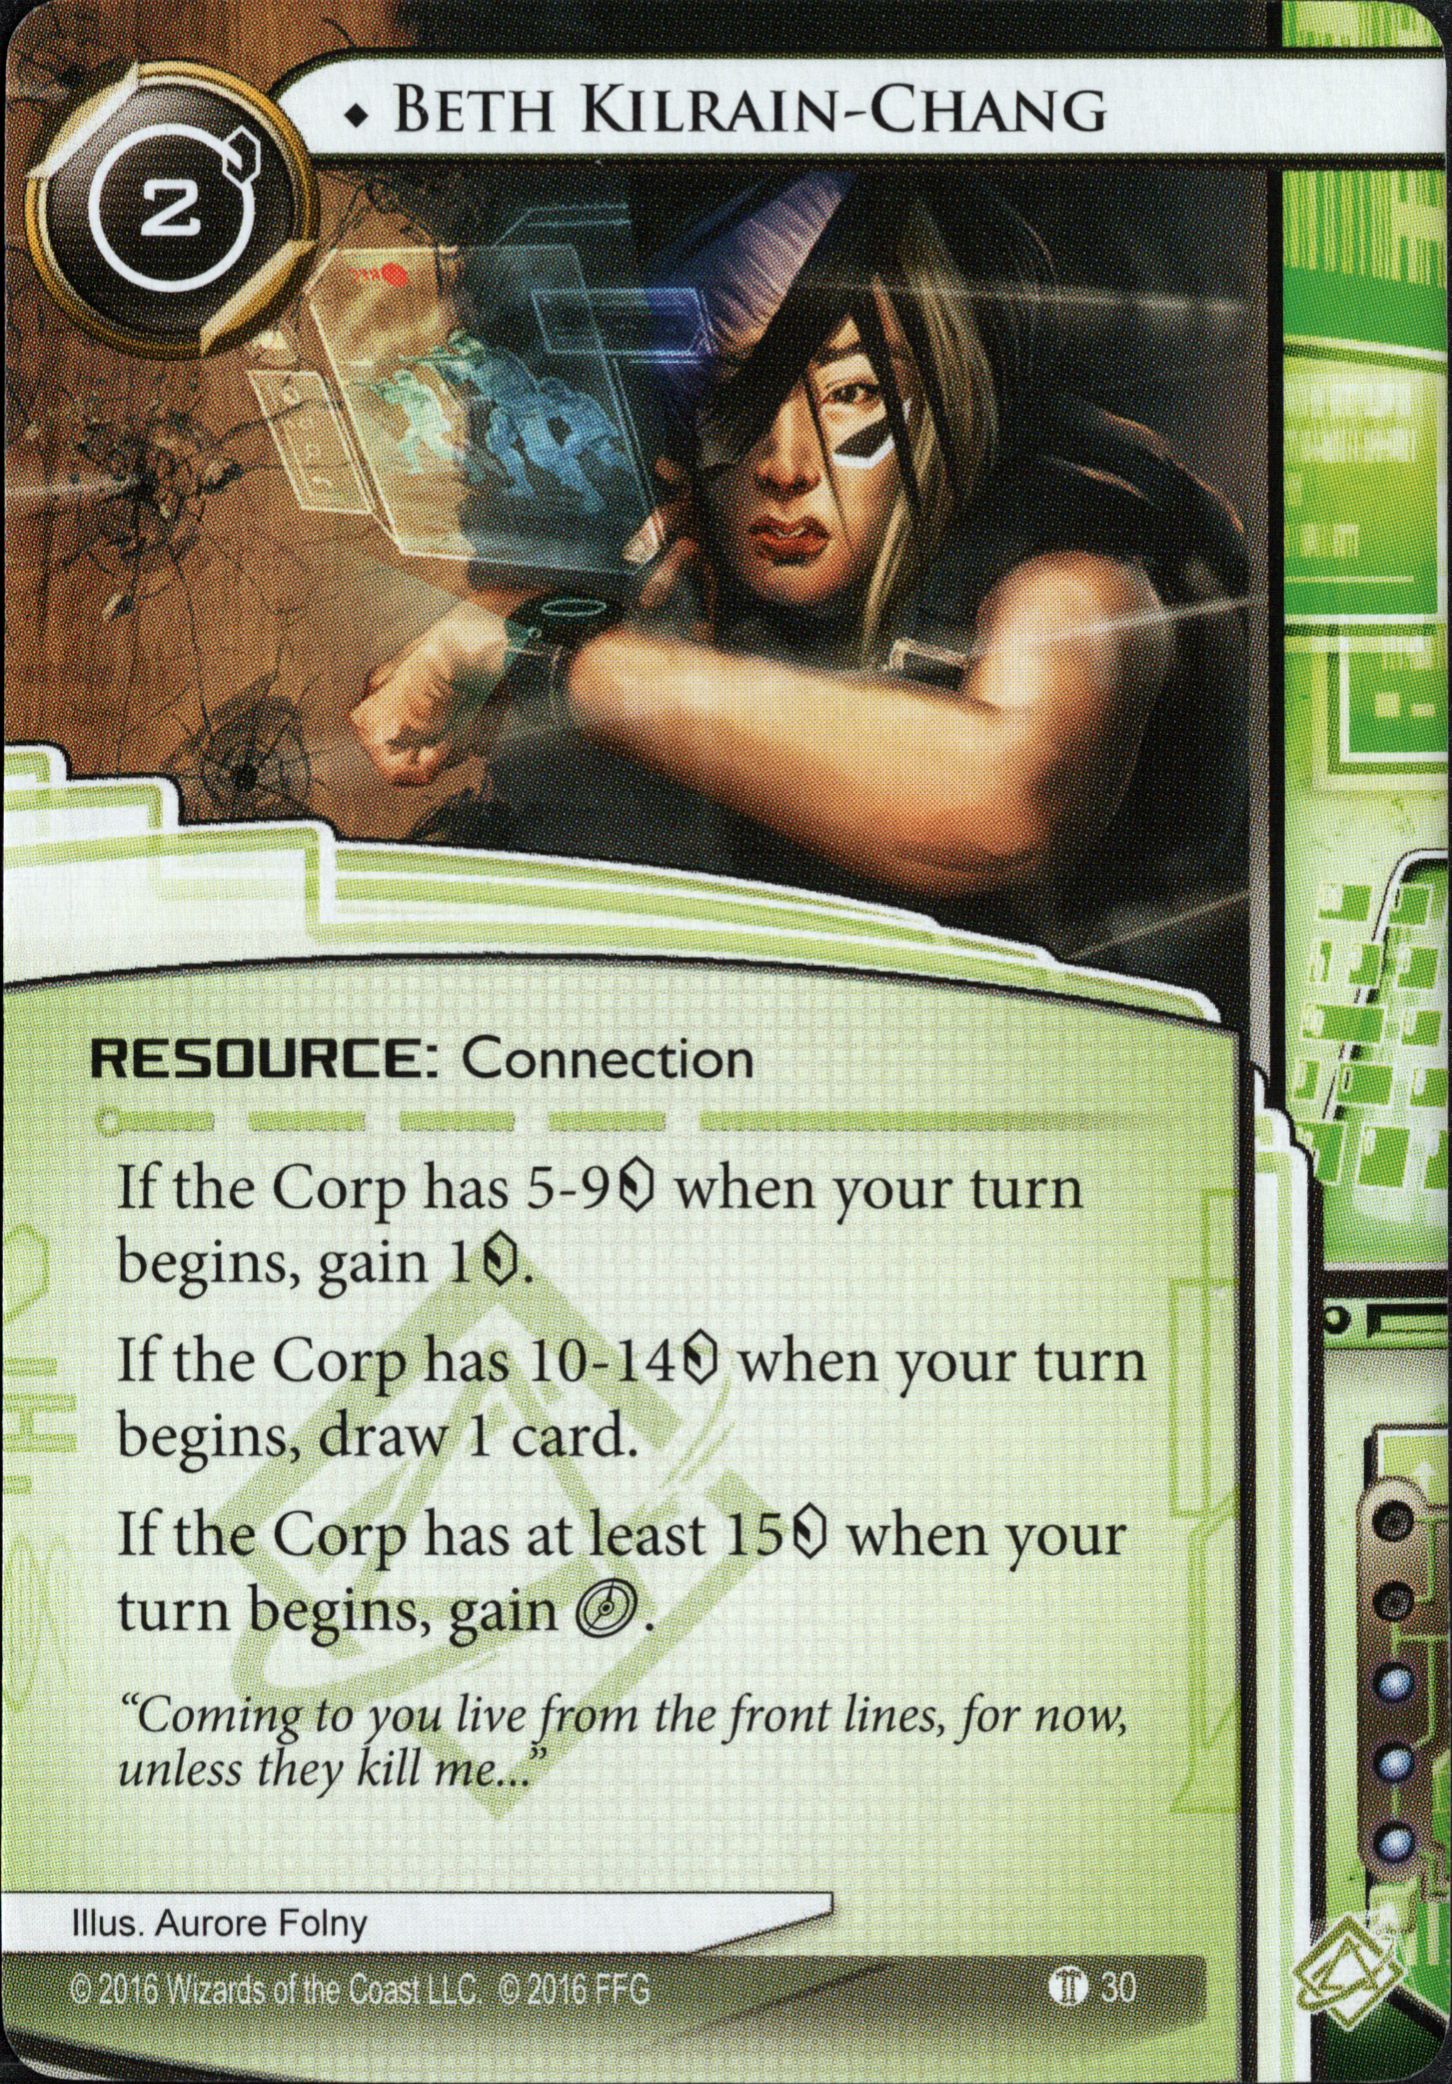 ◆ BETH KILRAIN-CHANG
2
REC
RESOURCE: Connection
If the Corp has 5-9 when your turn
begins, gain 1.
If the Corp has 10-14 when your turn
begins, draw 1 card.
If the Corp has at least 15 when your
turn begins, gain .
“Coming to you live from the front lines, for now,
unless they kill me...”
Illus. Aurore Folny
© 2016 Wizards of the Coast LLC. © 2016 FFG
30